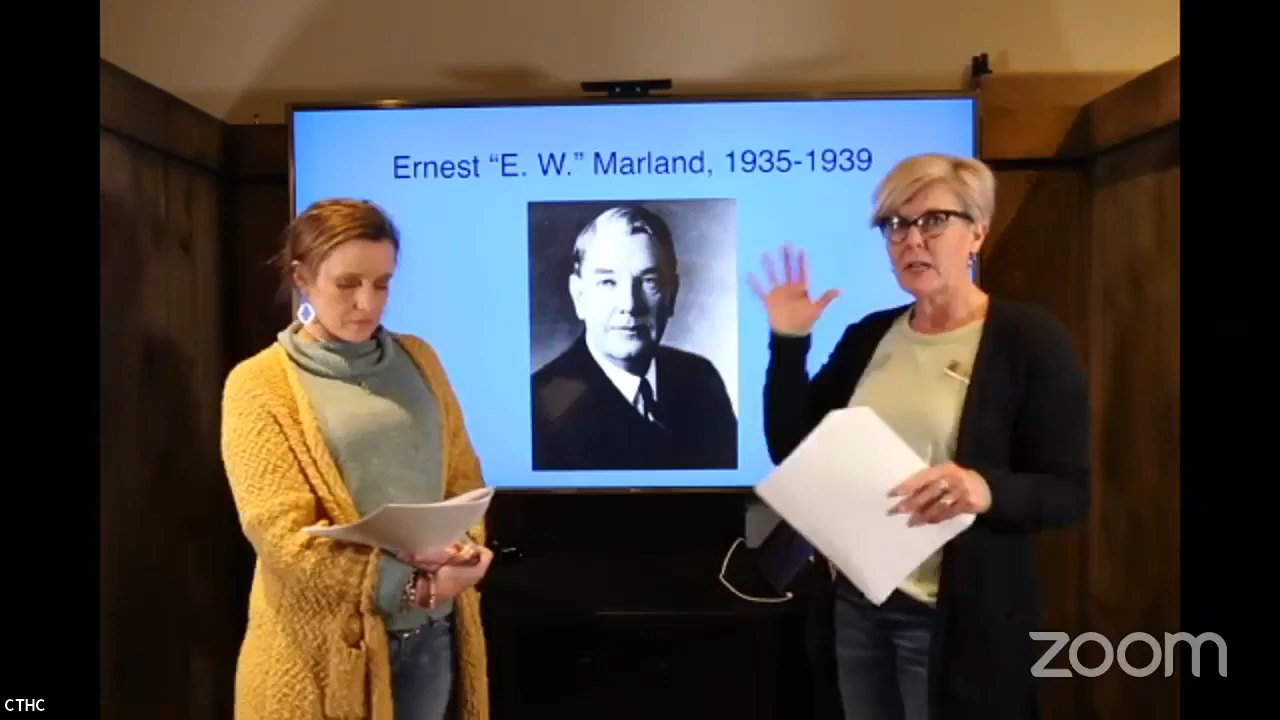 Ernest “E. W.” Marland, 1935-1939
zoom
CTHC